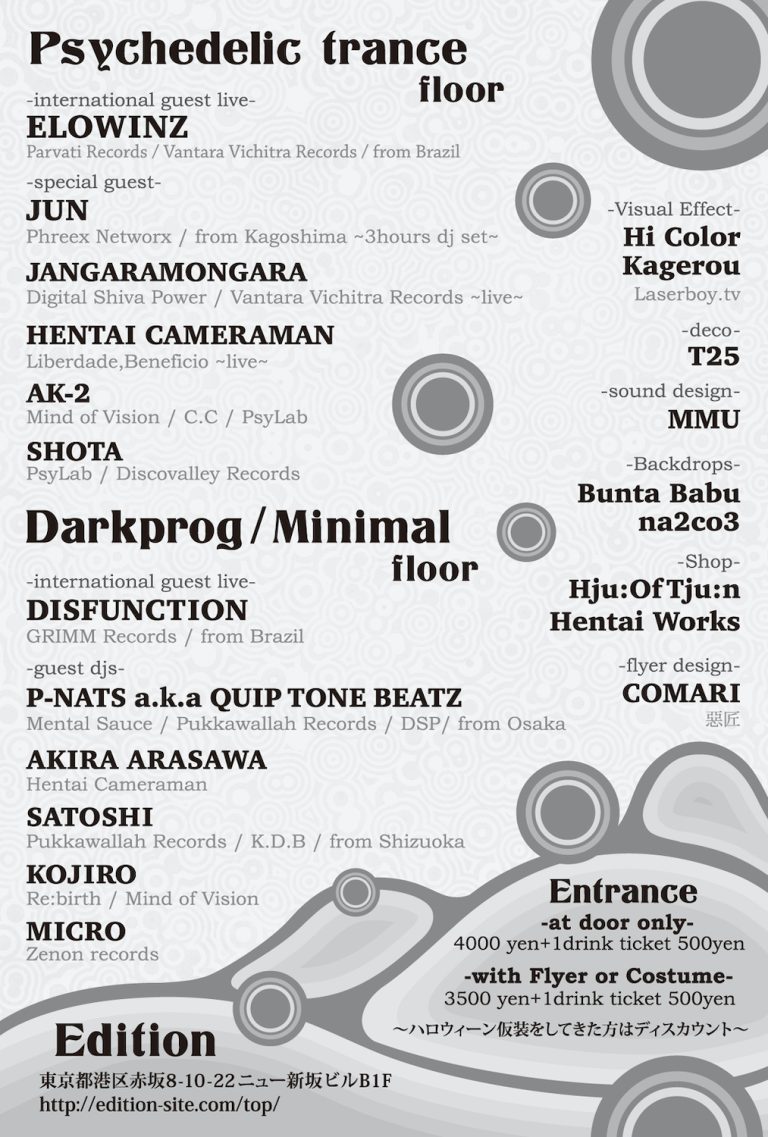 Psychedelic trance
floor
-international guest live-
ELOWINZ
Parvati Records / Vantara Vichitra Records / from Brazil
-special guest-
JUN
Phreex Networx / from Kagoshima ~3hours dj set~
JANGARAMONGARA
Digital Shiva Power / Vantara Vichitra Records ~live~
HENTAI CAMERAMAN
Liberdade,Beneficio ~live~
AK-2
Mind of Vision / C.C / PsyLab
SHOTA
PsyLab / Discovalley Records
Darkprog/Minimal
floor
-international guest live-
DISFUNCTION
GRIMM Records / from Brazil
-guest djs-
P-NATS a.k.a QUIP TONE BEATZ
Mental Sauce / Pukkawallah Records / DSP/ from Osaka
AKIRA ARASAWA
Hentai Cameraman
SATOSHI
Pukkawallah Records / K.D.B / from Shizuoka
KOJIRO
Re:birth / Mind of Vision
MICRO
Zenon records
-Visual Effect-
Hi Color
Kagerou
Laserboy.tv
-deco-
T25
-sound design-
MMU
-Backdrops-
Bunta Babu
na2co3
-Shop-
Hju:Of Tju:n
Hentai Works
-flyer design-
COMARI
惡匠
Entrance
-at door only-
4000 yen+1drink ticket 500yen
-with Flyer or Costume-
3500 yen+1drink ticket 500yen
～ハロウィーン仮装をしてきた方はディスカウント～
Edition
東京都港区赤坂8-10-22ニュー新坂ビルB1F
http://edition-site.com/top/